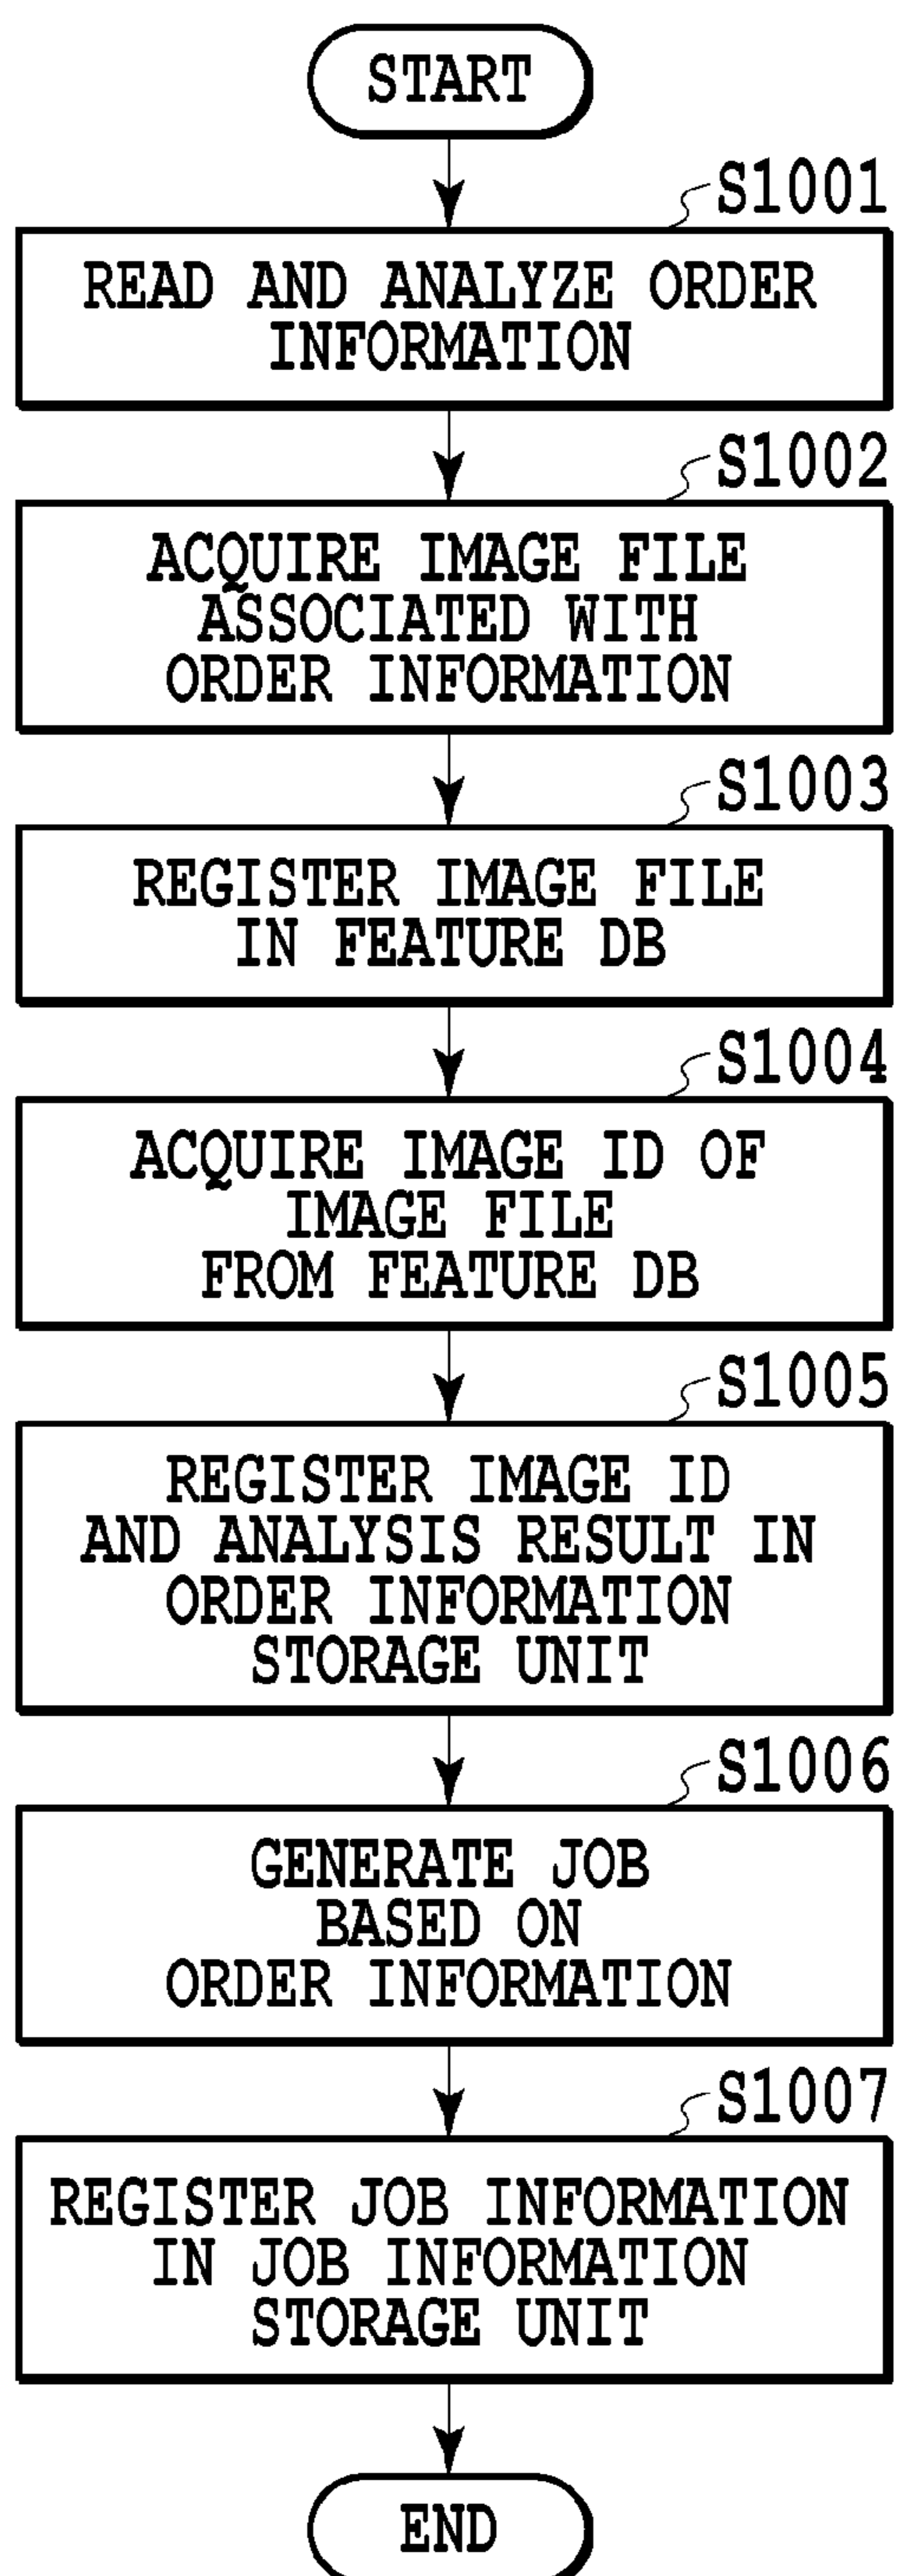 START
S1001
READ AND ANALYZE ORDER
INFORMATION
S1002
ACQUIRE IMAGE FILE
ASSOCIATED WITH
ORDER INFORMATION
S1003
REGISTER IMAGE FILE
IN FEATURE DB
S1004
ACQUIRE IMAGE ID OF
IMAGE FILE
FROM FEATURE DB
S1005
REGISTER IMAGE ID
AND ANALYSIS RESULT IN
ORDER INFORMATION
STORAGE UNIT
S1006
GENERATE JOB
BASED ON
ORDER INFORMATION
S1007
REGISTER JOB INFORMATION
IN JOB INFORMATION
STORAGE UNIT
END